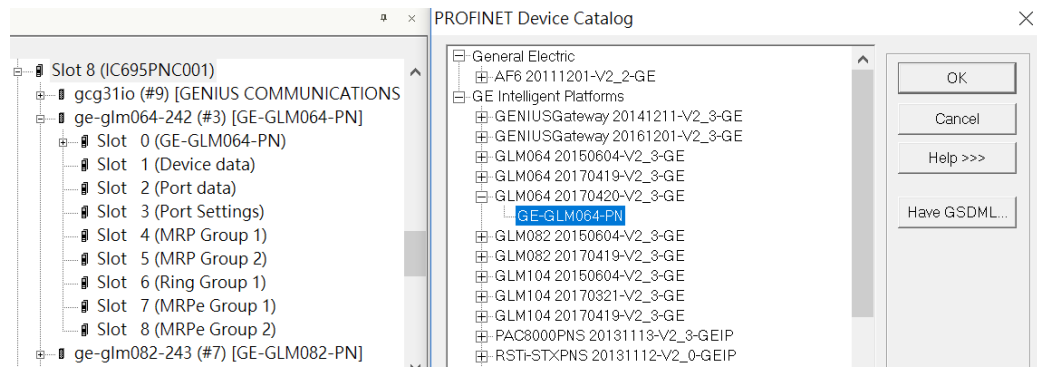 Slot 8 (IC695PNC001)
gcg31io (#9) [GENIUS COMMUNICATIONS
ge-glm064-242 (#3) [GE-GLM064-PN]
Slot 0 (GE-GLM064-PN)
Slot 1 (Device data)
Slot 2 (Port data)
Slot 3 (Port Settings)
Slot 4 (MRP Group 1)
Slot 5 (MRP Group 2)
Slot 6 (Ring Group 1)
Slot 7 (MRPe Group 1)
Slot 8 (MRPe Group 2)
ge-glm082-243 (#7) [GE-GLM082-PN]
PROFINET Device Catalog
General Electric
AF6 20111201-V2_2-GE
GE Intelligent Platforms
GENIUSGateway 20141211-V2_3-GE
GENIUSGateway 20161201-V2_3-GE
GLM064 20150604-V2_3-GE
GLM064 20170419-V2_3-GE
GLM064 20170420-V2_3-GE
GE-GLM064-PN
GLM082 20150604-V2_3-GE
GLM082 20170419-V2_3-GE
GLM104 20150604-V2_3-GE
GLM104 20170321-V2_3-GE
GLM104 20170419-V2_3-GE
PAC8000PNS 20131113-V2_3-GEIP
RSTi-STXPNS 20131112-V2_0-GEIP
OK
Cancel
Help >>>
Have GSDML...